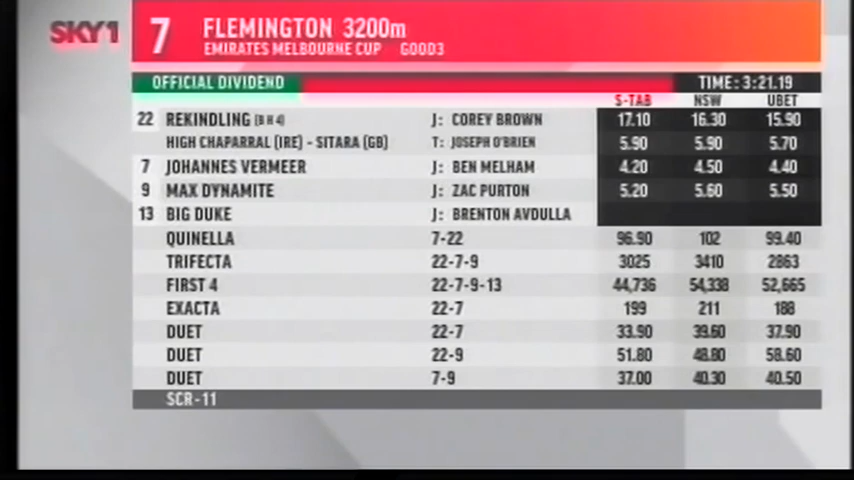 SKY1
7 FLEMINGTON 3200m
EMIRATES MELBOURNE CUP GOOD3
OFFICIAL DIVIDEND TIME: 3:21.19
S-TAB NSW UBET
22 REKINDLING (B H 4) J: COREY BROWN 17.10 16.30 15.90
HIGH CHAPARRAL (IRE) - SITARA (GB) T: JOSEPH O'BRIEN 5.90 5.90 5.70
7 JOHANNES VERMEER J: BEN MELHAM 4.20 4.50 4.40
9 MAX DYNAMITE J: ZAC PURTON 5.20 5.60 5.50
13 BIG DUKE J: BRENTON AVDULLA
QUINELLA 7-22 96.90 102 99.40
TRIFECTA 22-7-9 3025 3410 2863
FIRST 4 22-7-9-13 44,736 54,338 52,665
EXACTA 22-7 199 211 188
DUET 22-7 33.90 39.60 37.90
DUET 22-9 51.80 48.80 58.60
DUET 7-9 37.00 40.30 40.50
SCR-11